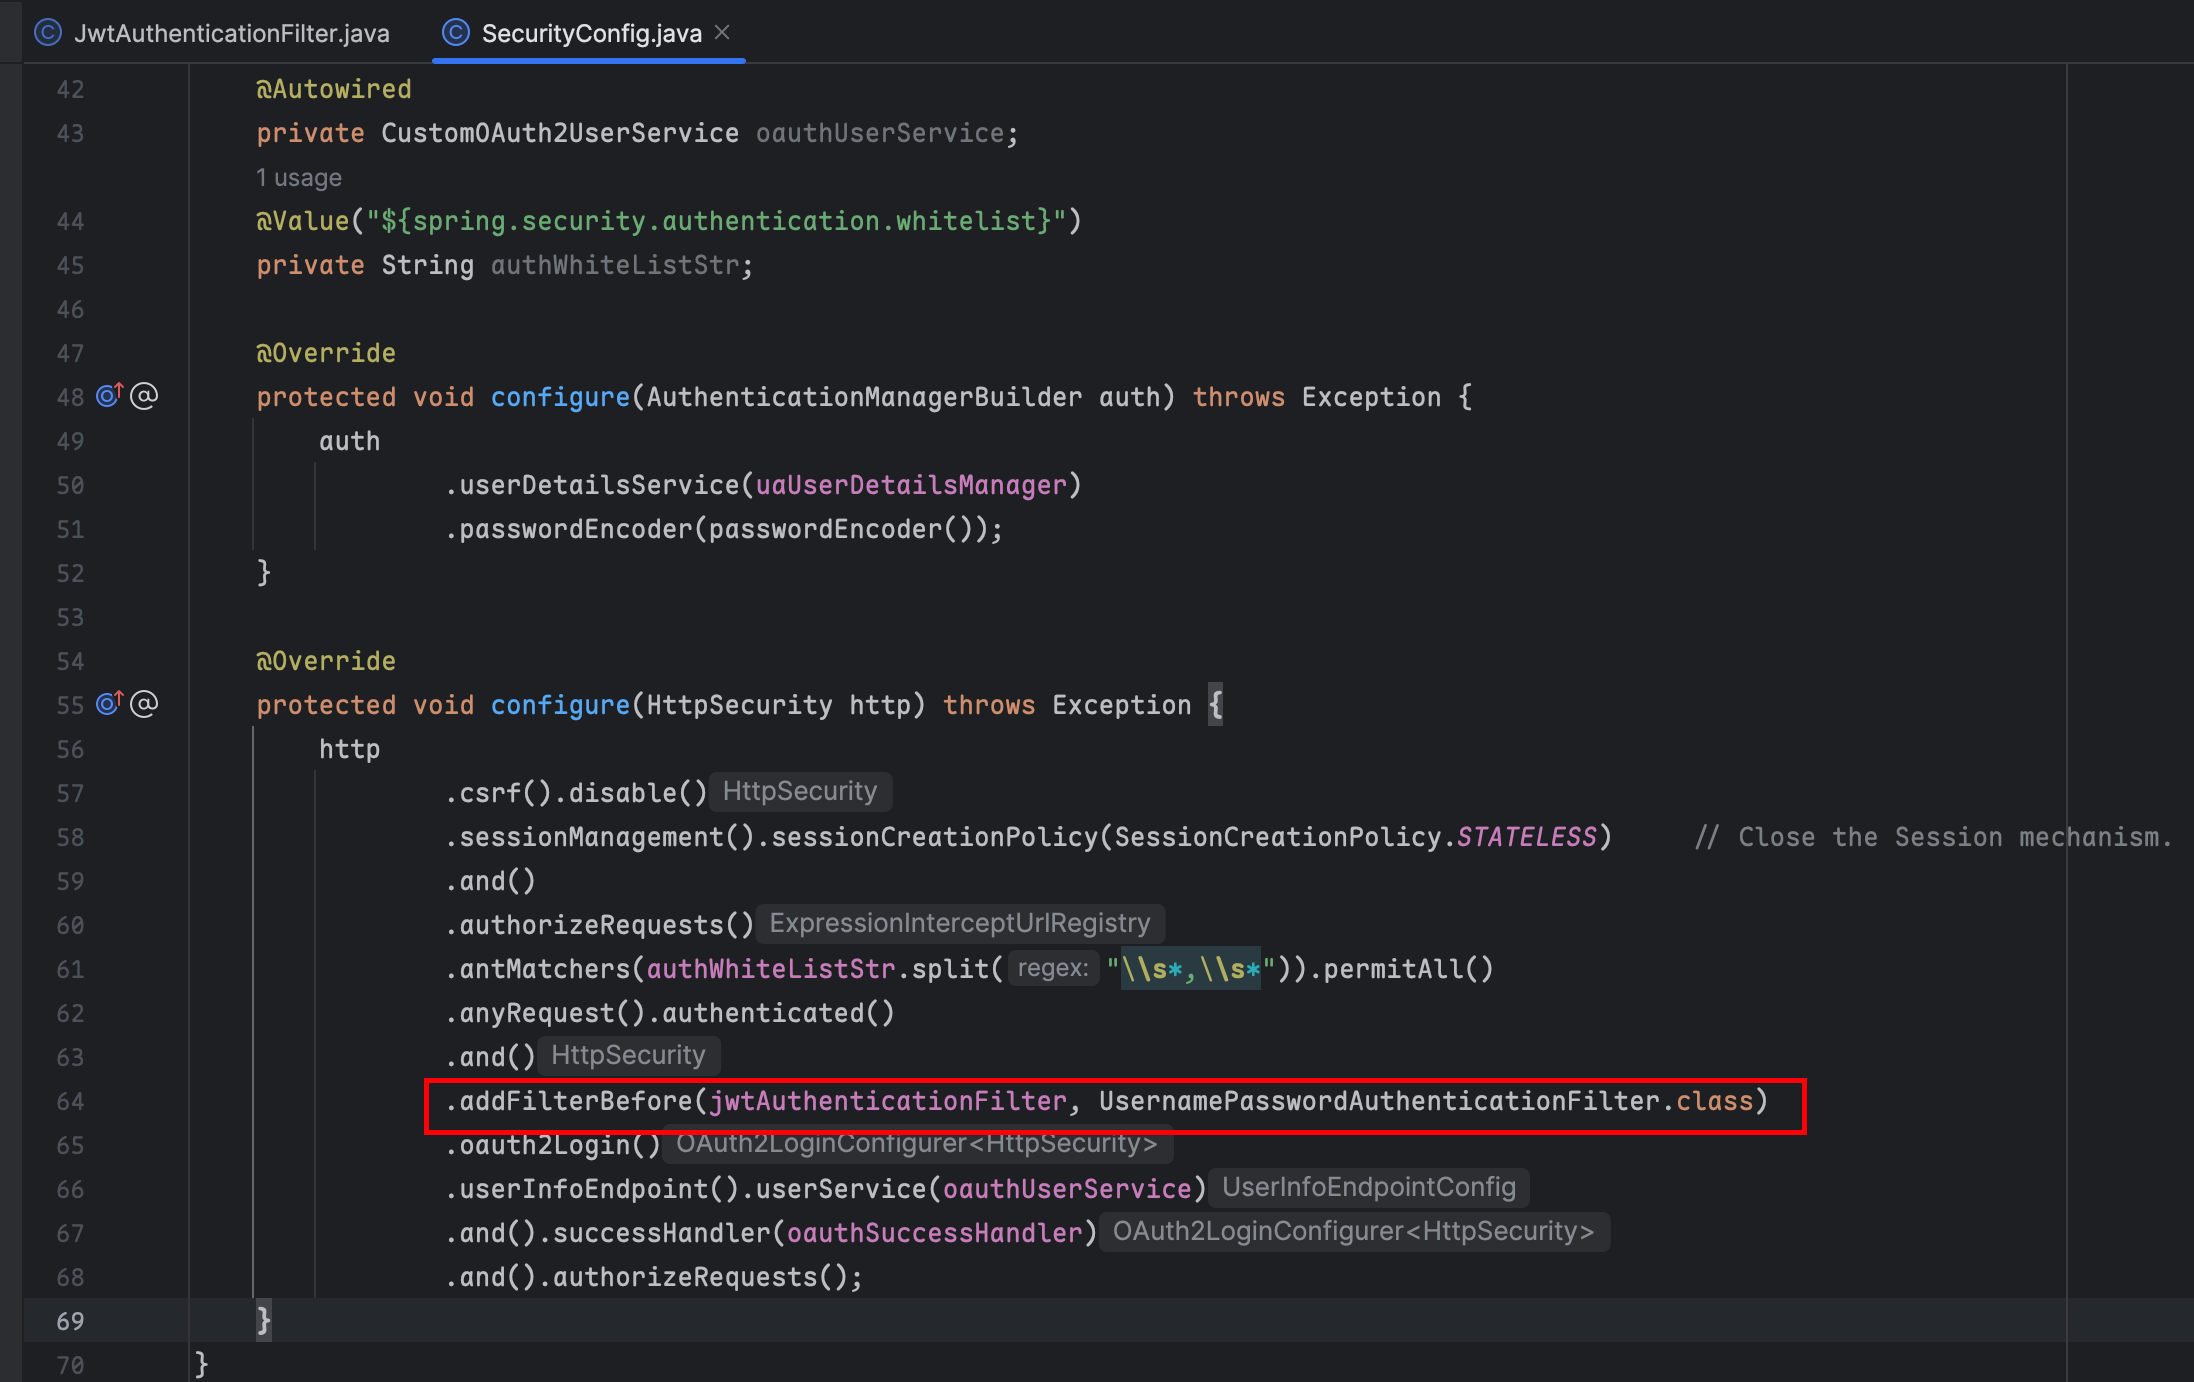 JwtAuthenticationFilter.java SecurityConfig.java
42 @Autowired
43 private CustomOAuth2UserService oauthUserService;
1 usage
44 @Value("${spring.security.authentication.whitelist}")
45 private String authWhiteListStr;
46
47 @Override
48 protected void configure(AuthenticationManagerBuilder auth) throws Exception {
49 auth
50 .userDetailsService(uaUserDetailsManager)
51 .passwordEncoder(passwordEncoder());
52 }
53
54 @Override
55 protected void configure(HttpSecurity http) throws Exception {
56 http
57 .csrf().disable() HttpSecurity
58 .sessionManagement().sessionCreationPolicy(SessionCreationPolicy.STATELESS) // Close the Session mechanism.
59 .and()
60 .authorizeRequests() ExpressionInterceptUrlRegistry
61 .antMatchers(authWhiteListStr.split( regex: "\\s*,\\s*")).permitAll()
62 .anyRequest().authenticated()
63 .and() HttpSecurity
64 .addFilterBefore(jwtAuthenticationFilter, UsernamePasswordAuthenticationFilter.class)
65 .oauth2Login() OAuth2LoginConfigurer<HttpSecurity>
66 .userInfoEndpoint().userService(oauthUserService) UserInfoEndpointConfig
67 .and().successHandler(oauthSuccessHandler) OAuth2LoginConfigurer<HttpSecurity>
68 .and().authorizeRequests();
69 }
70 }